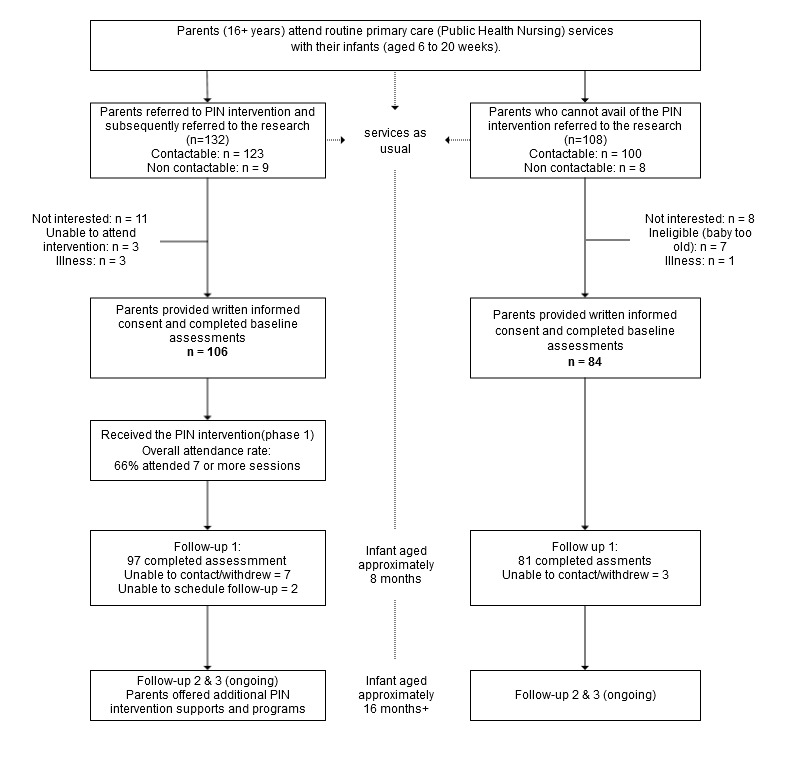 Parents (16+ years) attend routine primary care (Public Health Nursing) services
with their infants (aged 6 to 20 weeks).
Parents referred to PIN intervention and
subsequently referred to the research
(n=132)
Contactable: n = 123
Non contactable: n = 9
services as
usual
Parents who cannot avail of the PIN
intervention referred to the research
(n=108)
Contactable: n = 100
Non contactable: n = 8
Not interested: n = 11
Unable to attend
intervention: n = 3
Illness: n = 3
Not interested: n = 8
Ineligible (baby too
old): n = 7
Illness: n = 1
Parents provided written informed
consent and completed baseline
assessments
n = 106
Parents provided written informed
consent and completed baseline
assessments
n = 84
Received the PIN intervention(phase 1)
Overall attendance rate:
66% attended 7 or more sessions
Follow-up 1:
97 completed assessmment
Unable to contact/withdrew = 7
Unable to schedule follow-up = 2
Infant aged
approximately
8 months
Follow up 1:
81 completed assments
Unable to contact/withdrew = 3
Follow-up 2 & 3 (ongoing)
Parents offered additional PIN
intervention supports and programs
Infant aged
approximately
16 months+
Follow-up 2 & 3 (ongoing)